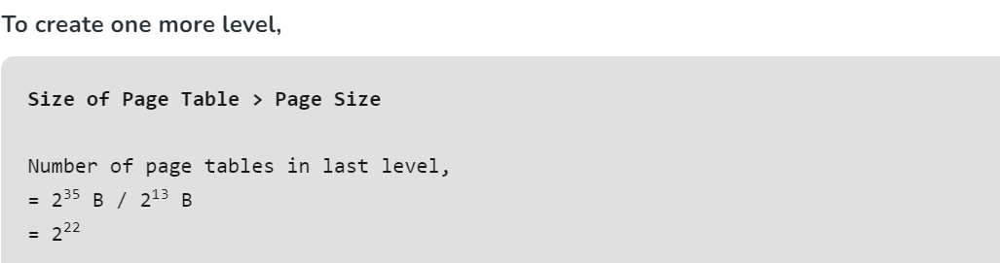 To create one more level,
Size of Page Table > Page Size
Number of page tables in last level,
= 2³⁵ B / 2¹³ B
= 2²²